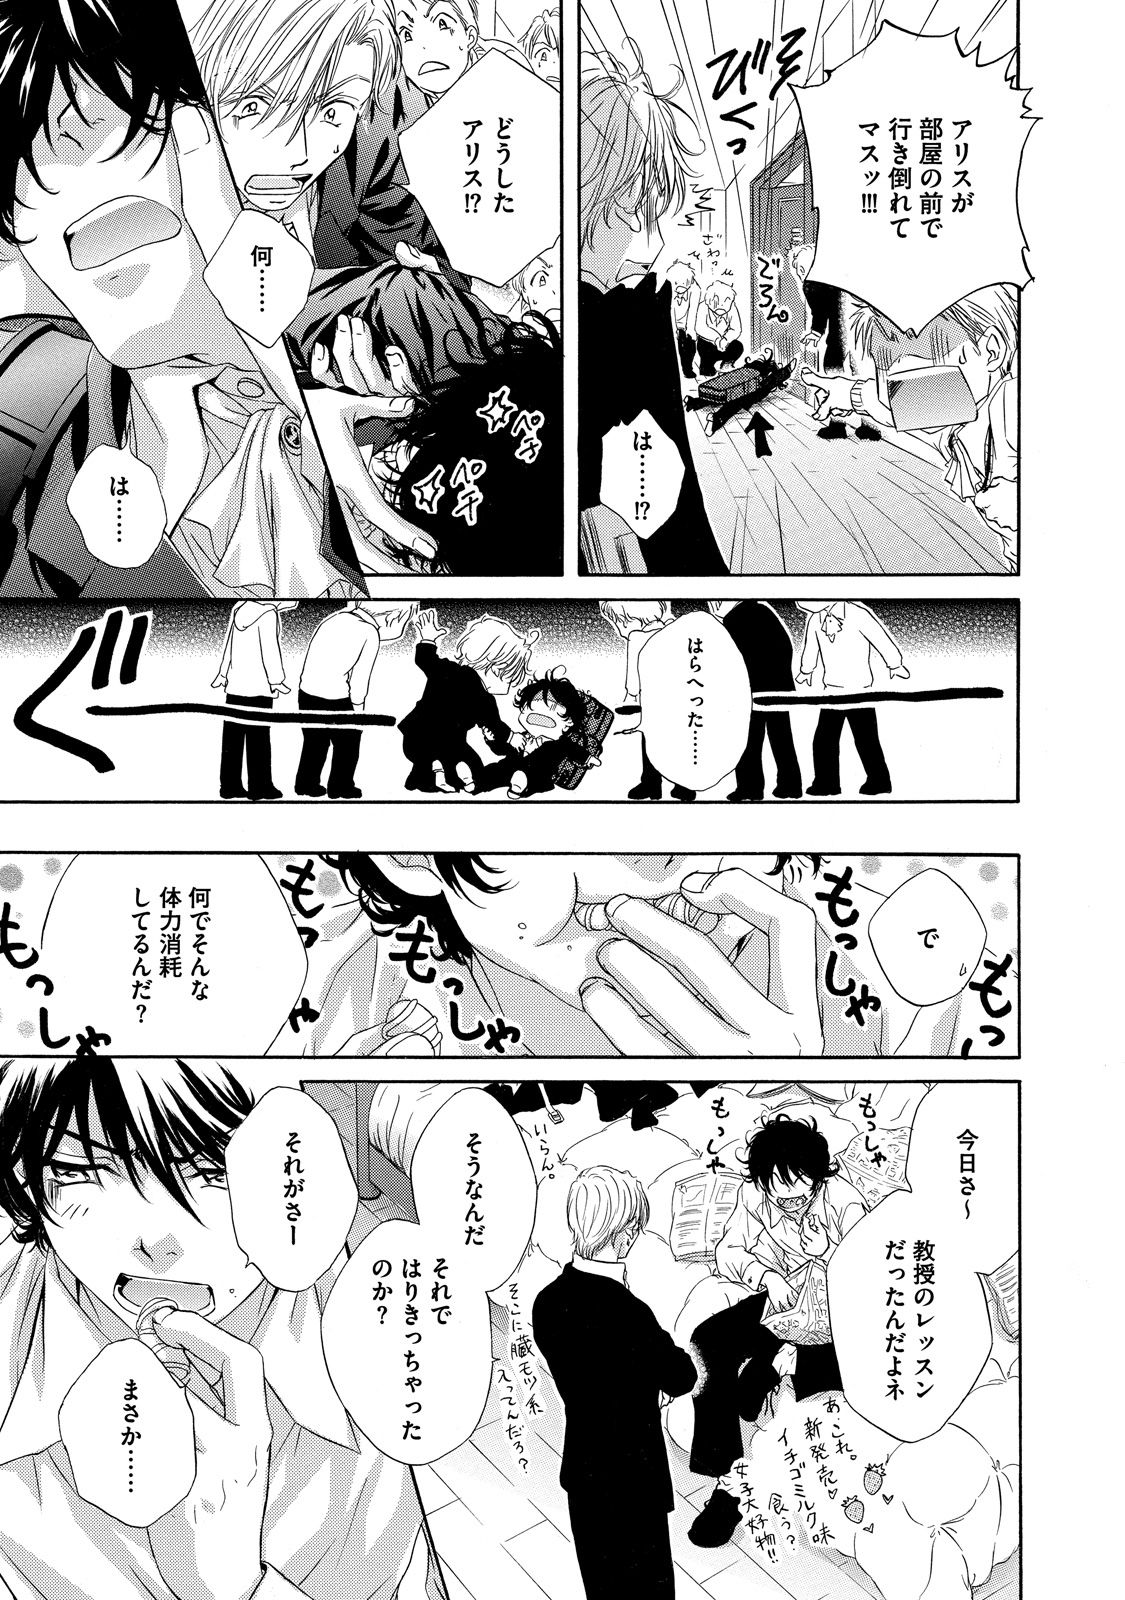 アリスが
部屋の前で
行き倒れて
マスッ!!!
びくっ
ざわっ
ごろん。
は……!?
どうした
アリス!?
ペチ
ペチ
何……
は……
はらへった……
ぐ"
で
もっしゃ
もっしゃ
もっしゃ
もっしゃ
もっしゃ
何でそんな
体力消耗
してるんだ?
今日さ~
教授のレッスン
だったんだよネ
もっしゃ
もっしゃ
あ、これ。
新発売♡
イチゴミルク味
食う?
女子大好物!!
いらん。
そこに臓モツ系
えってんだろ?
そうなんだ
それで
はりきっちゃった
のか?
それがさー
まさか……